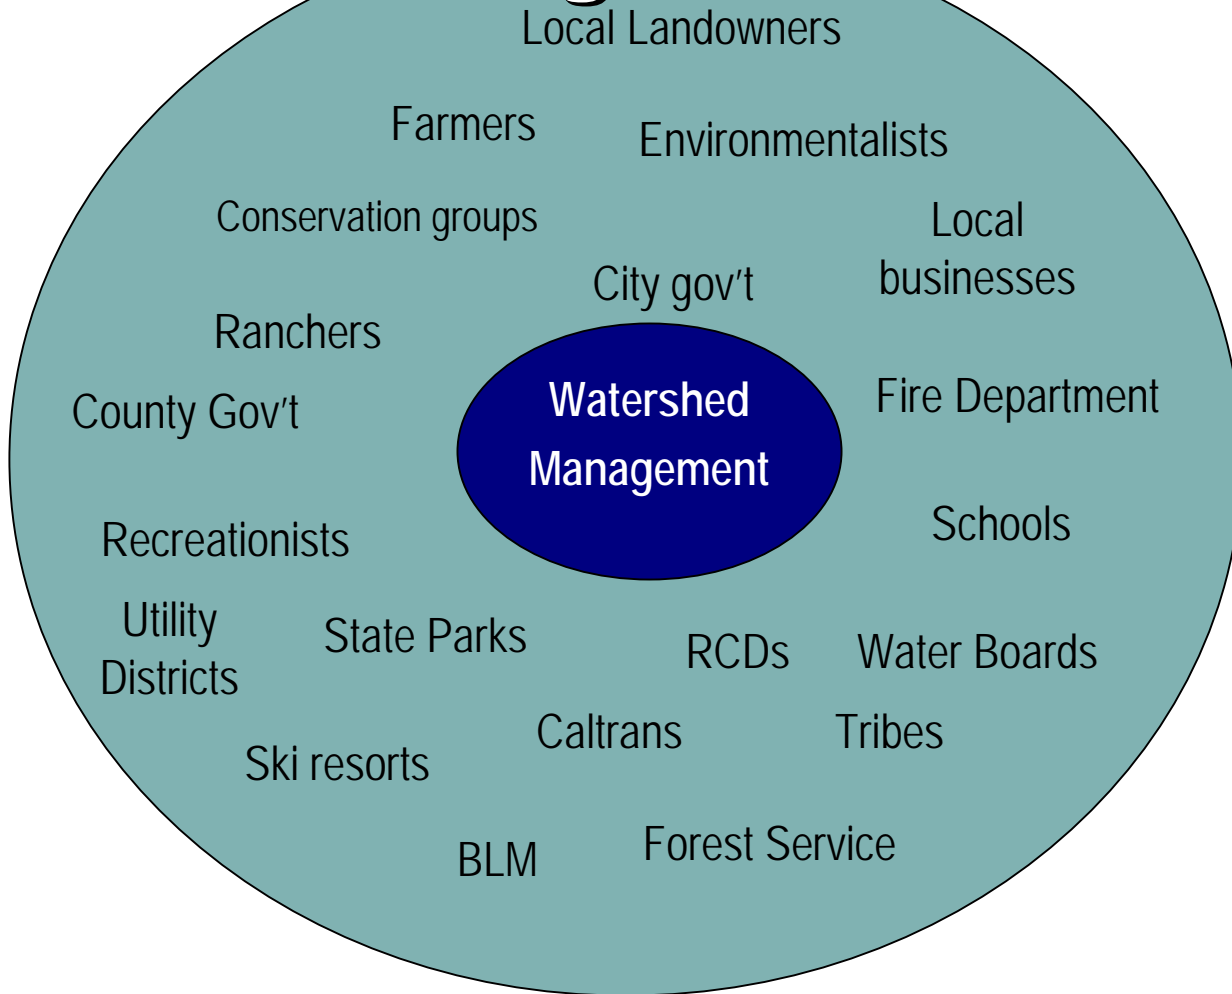 Local Landowners
Farmers
Environmentalists
Conservation groups
Local
businesses
City gov't
Ranchers
County Gov't
Watershed
Management
Fire Department
Recreationists
Schools
Utility
Districts
State Parks
RCDs
Water Boards
Ski resorts
Caltrans
Tribes
BLM
Forest Service